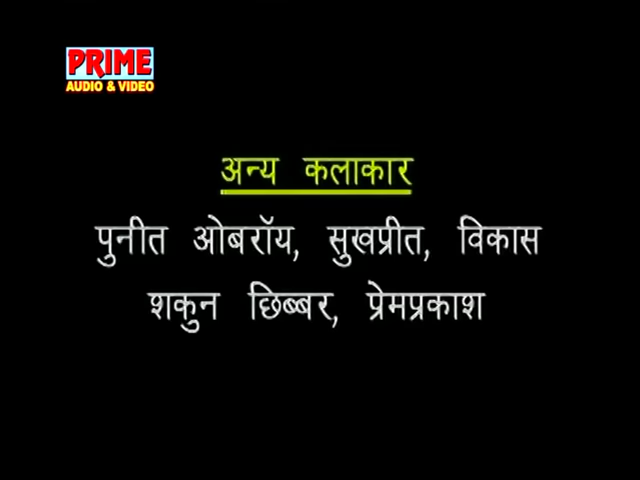 PRIME
AUDIO & VIDEO
अन्य कलाकार
पुनीत ओबरॉय, सुखप्रीत, विकास
शकुन छिब्बर, प्रेमप्रकाश